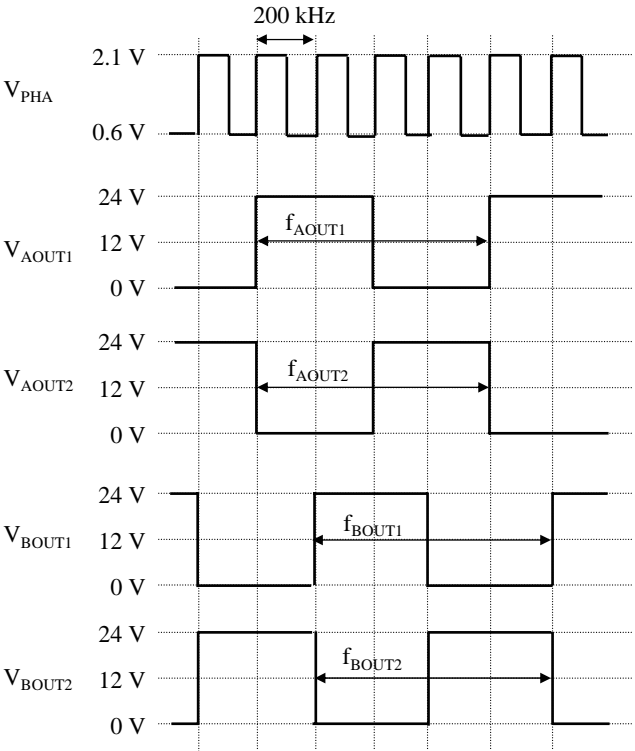 200 kHz
2.1 V
V_PHA
0.6 V
24 V
f_AOUT1
V_AOUT1
12 V
0 V
24 V
f_AOUT2
V_AOUT2
12 V
0 V
24 V
f_BOUT1
V_BOUT1
12 V
0 V
24 V
f_BOUT2
V_BOUT2
12 V
0 V